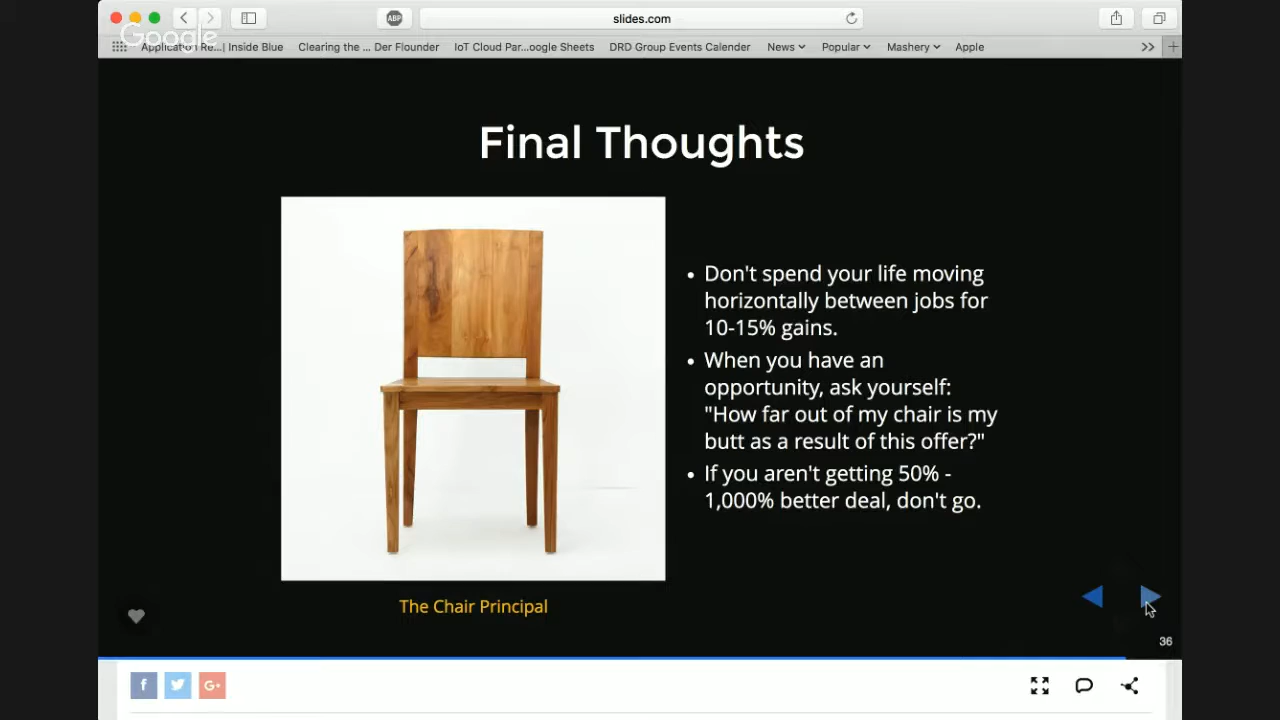 slides.com
Google
Applicatio Re...| Inside Blue
Clearing the ... Der Flounder
IoT Cloud Par...oogle Sheets
DRD Group Events Calender
News
Popular
Mashery
Apple
Final Thoughts
Don't spend your life moving
horizontally between jobs for
10-15% gains.
When you have an
opportunity, ask yourself:
"How far out of my chair is my
butt as a result of this offer?"
If you aren't getting 50% -
1,000% better deal, don't go.
The Chair Principal
36